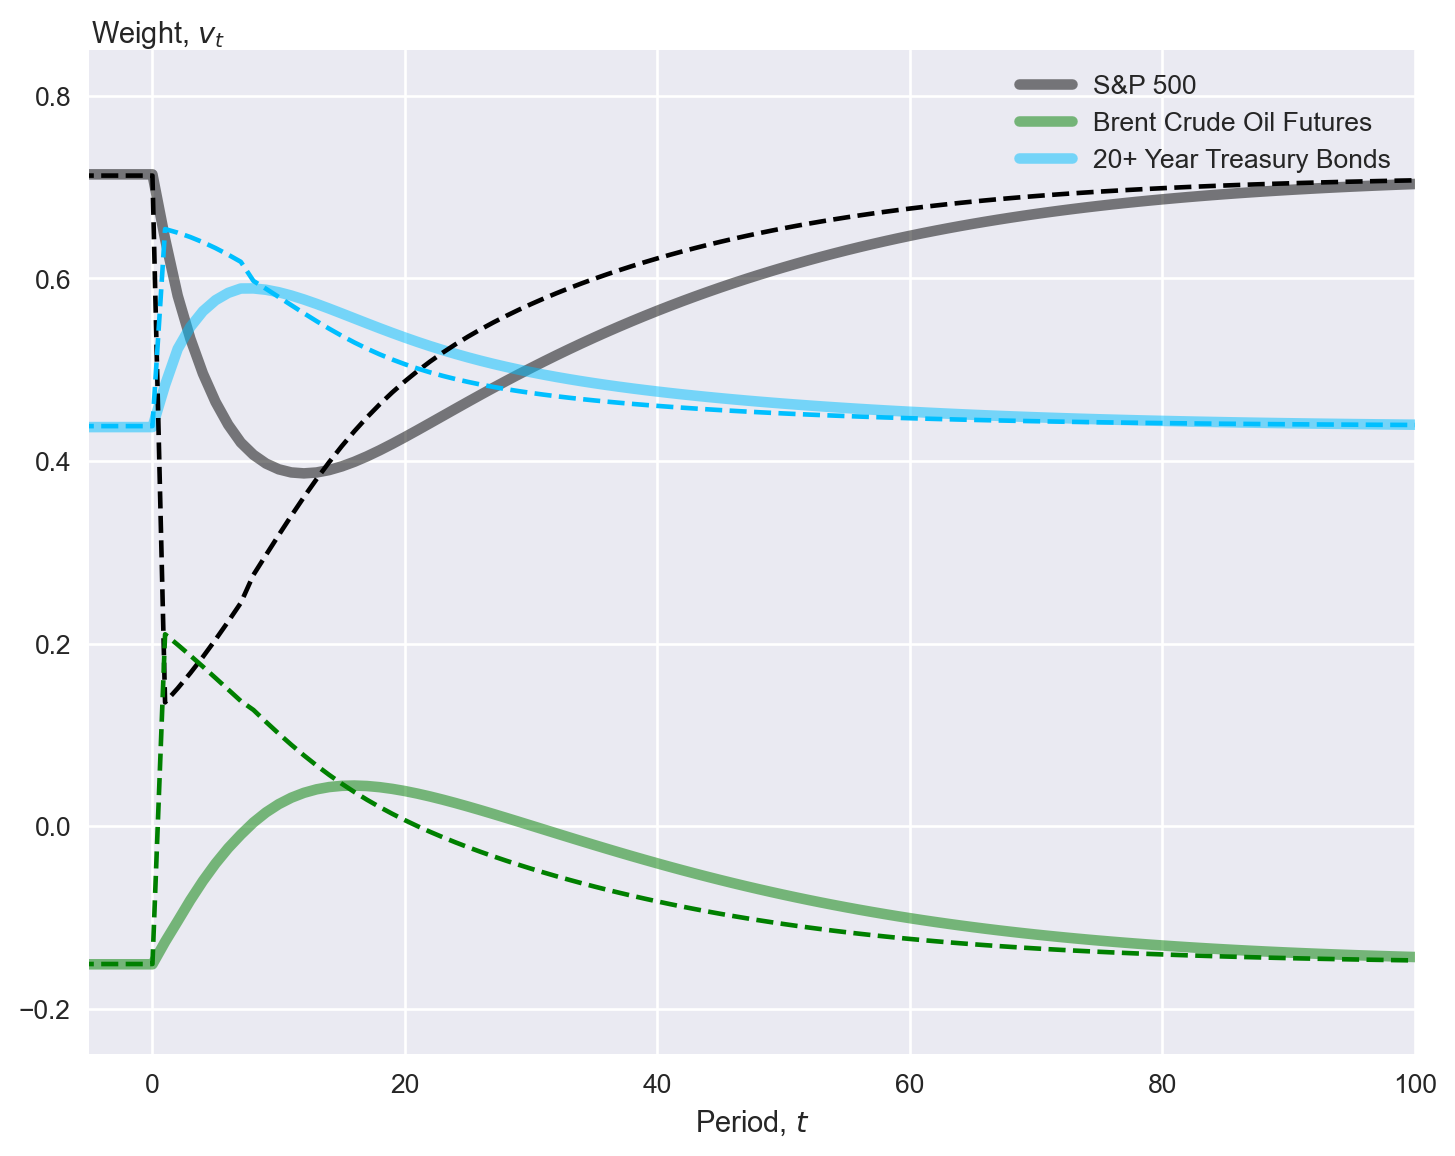 Weight, vt
S&P 500
Brent Crude Oil Futures
20+ Year Treasury Bonds
0.8
0.6
0.4
0.2
0.0
−0.2
0 20 40 60 80 100
Period, t